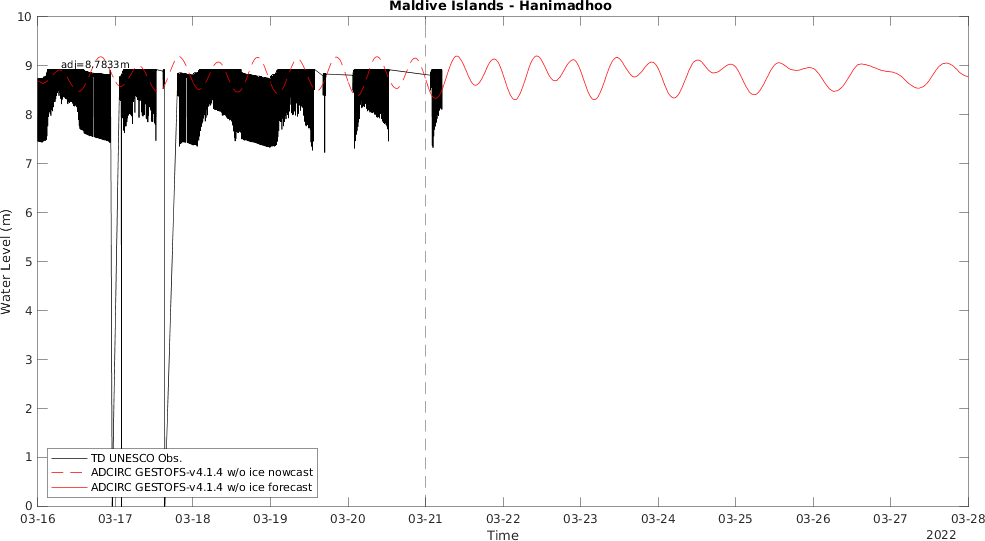 Maldive Islands - Hanimadhoo
10
9
8
7
6
5
4
3
2
1
0
Water Level (m)
adj=8.7833m
TD UNESCO Obs.
ADCIRC GESTOFS-v4.1.4 w/o ice nowcast
ADCIRC GESTOFS-v4.1.4 w/o ice forecast
03-16 03-17 03-18 03-19 03-20 03-21 03-22 03-23 03-24 03-25 03-26 03-27 03-28
Time
2022